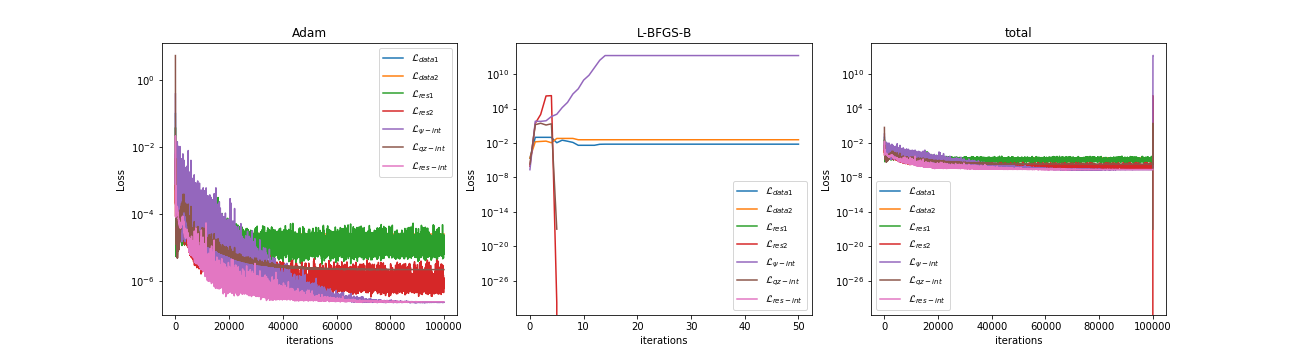 Adam
Loss
10⁰
10⁻²
10⁻⁴
10⁻⁶
0 20000 40000 60000 80000 100000
iterations
ℒdata1
ℒdata2
ℒres1
ℒres2
ℒψ−int
ℒqz−int
ℒres−int
L-BFGS-B
Loss
10¹⁰
10⁴
10⁻²
10⁻⁸
10⁻¹⁴
10⁻²⁰
10⁻²⁶
0 10 20 30 40 50
iterations
ℒdata1
ℒdata2
ℒres1
ℒres2
ℒψ−int
ℒqz−int
ℒres−int
total
Loss
10¹⁰
10⁴
10⁻²
10⁻⁸
10⁻¹⁴
10⁻²⁰
10⁻²⁶
0 20000 40000 60000 80000 100000
iterations
ℒdata1
ℒdata2
ℒres1
ℒres2
ℒψ−int
ℒqz−int
ℒres−int